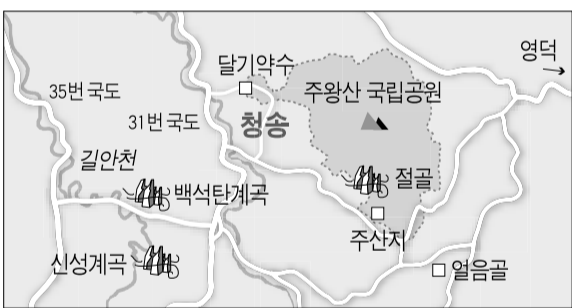 영덕
→
달기약수
35번 국도
주왕산 국립공원
31번 국도
청송
길안천
백석탄계곡
절골
주산지
신성계곡
얼음골